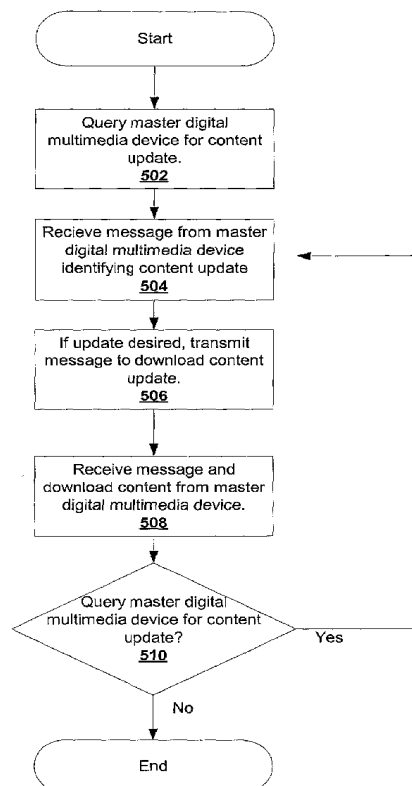 Start
Query master digital
multimedia device for content
update.
502
Recieve message from master
digital multimedia device
identifying content update
504
If update desired, transmit
message to download content
update.
506
Receive message and
download content from master
digital multimedia device.
508
Query master digital
multimedia device for content
update?
510
Yes
No
End